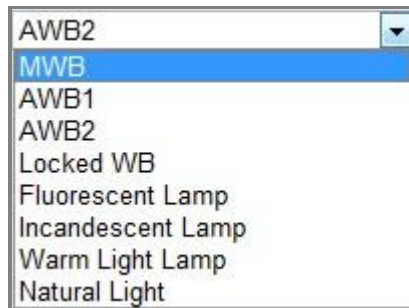 AWB2
MWB
AWB1
AWB2
Locked WB
Fluorescent Lamp
Incandescent Lamp
Warm Light Lamp
Natural Light